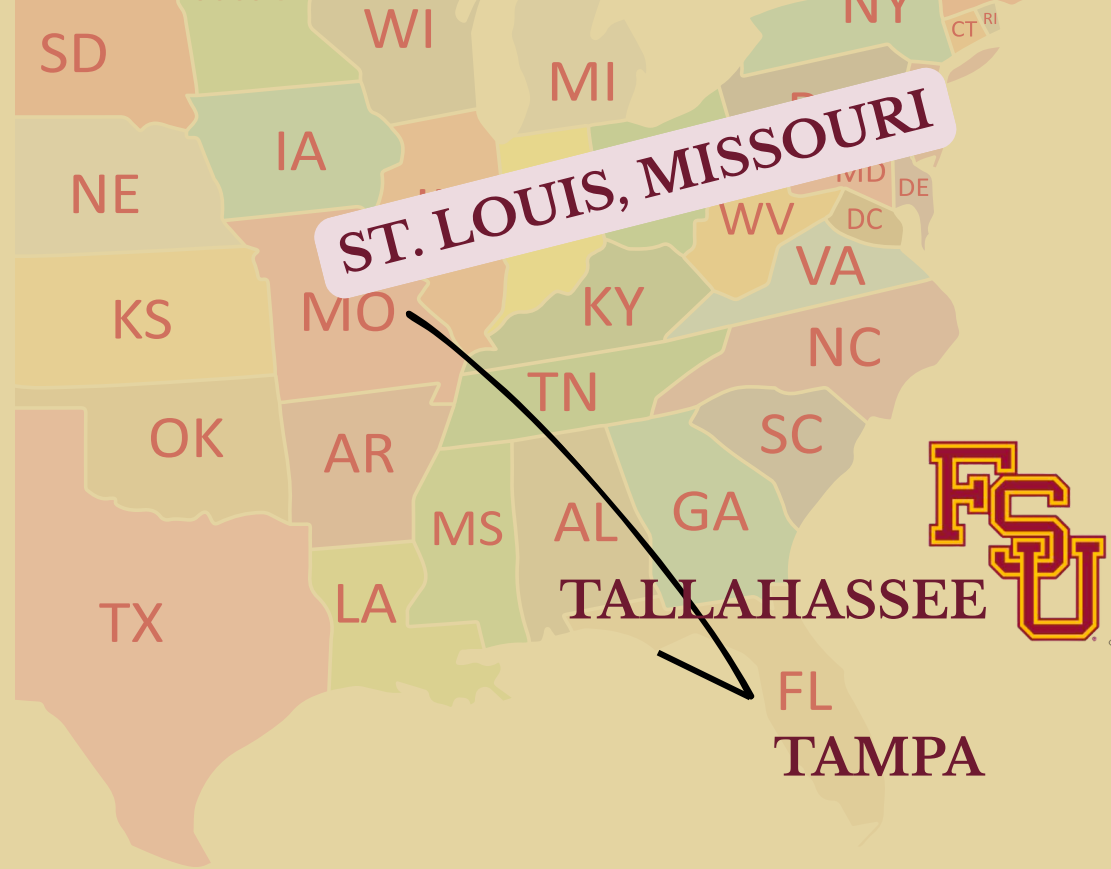 NY
WI
CT
RI
SD
MI
IA
ST. LOUIS, MISSOURI
NE
MD
DE
WV
DC
VA
KS
MO
KY
NC
TN
OK
AR
SC
MS
AL
GA
FSU
TX
LA
TALLAHASSEE
FL
TAMPA